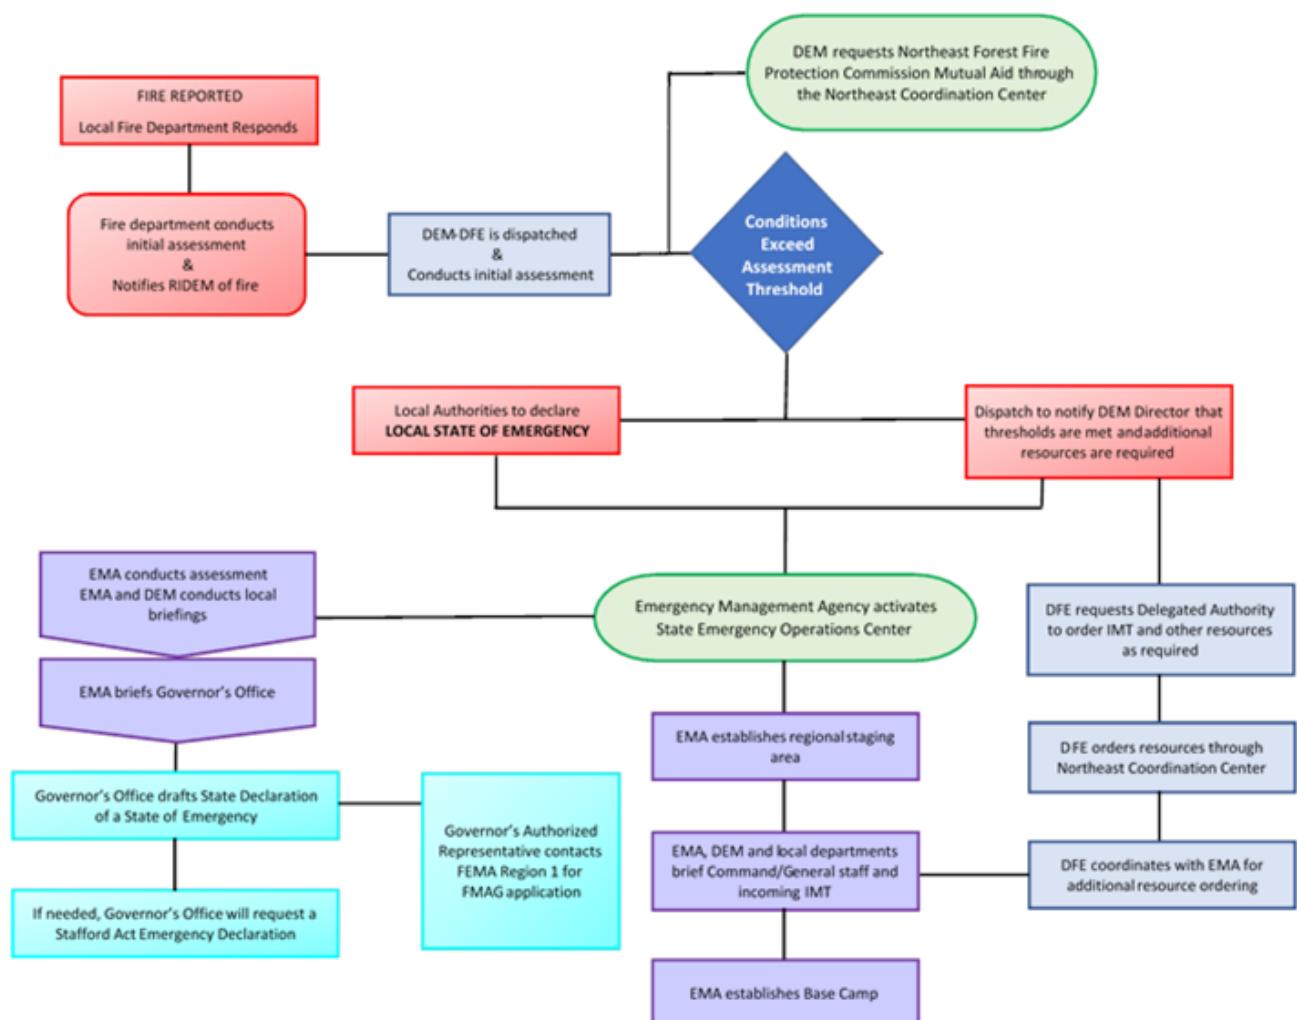 FIRE REPORTED
Local Fire Department Responds
Fire department conducts
initial assessment
&
Notifies RIDEM of fire
DEM-DFE is dispatched
&
Conducts initial assessment
DEM requests Northeast Forest Fire
Protection Commission Mutual Aid through
the Northeast Coordination Center
Conditions
Exceed
Assessment
Threshold
Local Authorities to declare
LOCAL STATE OF EMERGENCY
Dispatch to notify DEM Director that
thresholds are met and additional
resources are required
EMA conducts assessment
EMA and DEM conducts local
briefings
EMA briefs Governor's Office
Governor's Office drafts State Declaration
of a State of Emergency
If needed, Governor's Office will request a
Stafford Act Emergency Declaration
Governor's Authorized
Representative contacts
FEMA Region 1 for
FMAG application
Emergency Management Agency activates
State Emergency Operations Center
EMA establishes regional staging
area
EMA, DEM and local departments
brief Command/General staff and
incoming IMT
EMA establishes Base Camp
DFE requests Delegated Authority
to order IMT and other resources
as required
DFE orders resources through
Northeast Coordination Center
DFE coordinates with EMA for
additional resource ordering